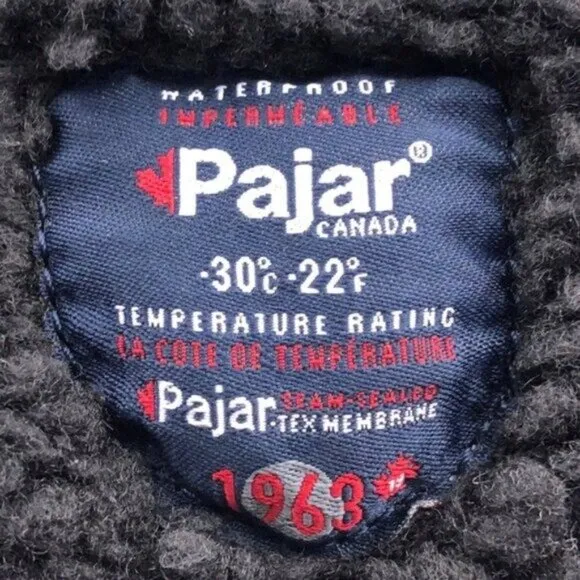 WATERPROOF
IMPERMÉABLE
Pajar®
CANADA
-30°C -22°F
TEMPERATURE RATING
LA COTE DE TEMPÉRATURE
Pajar-TEX SEAM-SEALED
MEMBRANE
1963